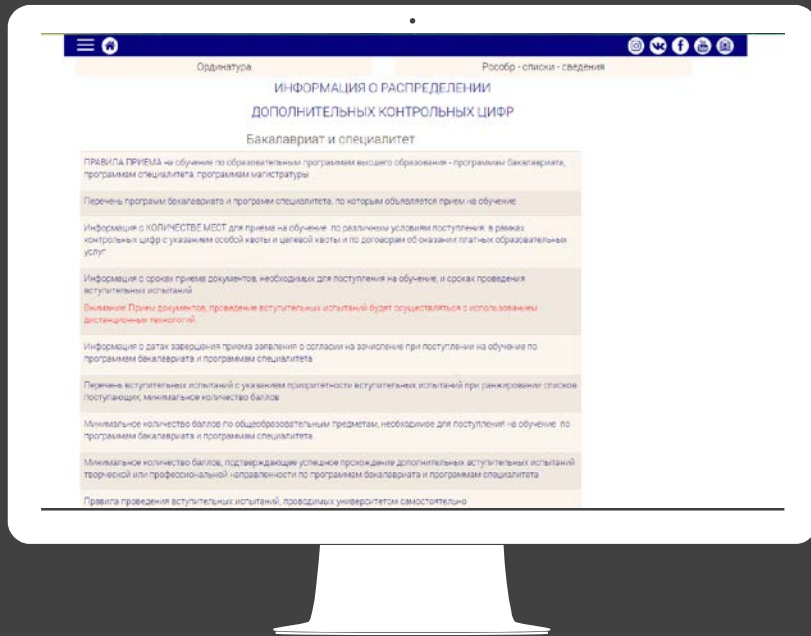 Ординатура
Рособр - списки - сведения
ИНФОРМАЦИЯ О РАСПРЕДЕЛЕНИИ
ДОПОЛНИТЕЛЬНЫХ КОНТРОЛЬНЫХ ЦИФР
Бакалавриат и специалитет
ПРАВИЛА ПРИЕМА на обучение по образовательным программам высшего образования - программам бакалавриата,
программам специалитета, программам магистратуры
Перечень программ бакалавриата и программ специалитета, по которым объявляется прием на обучение
Информация о КОЛИЧЕСТВЕ МЕСТ для приема на обучение по различным условиям поступления: в рамках
контрольных цифр с указанием особой квоты и целевой квоты и по договорам об оказании платных образовательных
услуг
Информация о сроках приема документов, необходимых для поступления на обучение, и сроках проведения
вступительных испытаний
Внимание! Прием документов, проведение вступительных испытаний будет осуществляться с использованием
дистанционных технологий.
Информация о датах завершения приема заявления о согласии на зачисление при поступлении на обучение по
программам бакалавриата и программам специалитета
Перечень вступительных испытаний с указанием приоритетности вступительных испытаний при ранжировании списков
поступающих, минимальное количество баллов
Минимальное количество баллов по общеобразовательным предметам, необходимое для поступления на обучение по
программам бакалавриата и программам специалитета
Минимальное количество баллов, подтверждающее успешное прохождение дополнительных вступительных испытаний
творческой или профессиональной направленности по программам бакалавриата и программам специалитета
Правила проведения вступительных испытаний, проводимых университетом самостоятельно